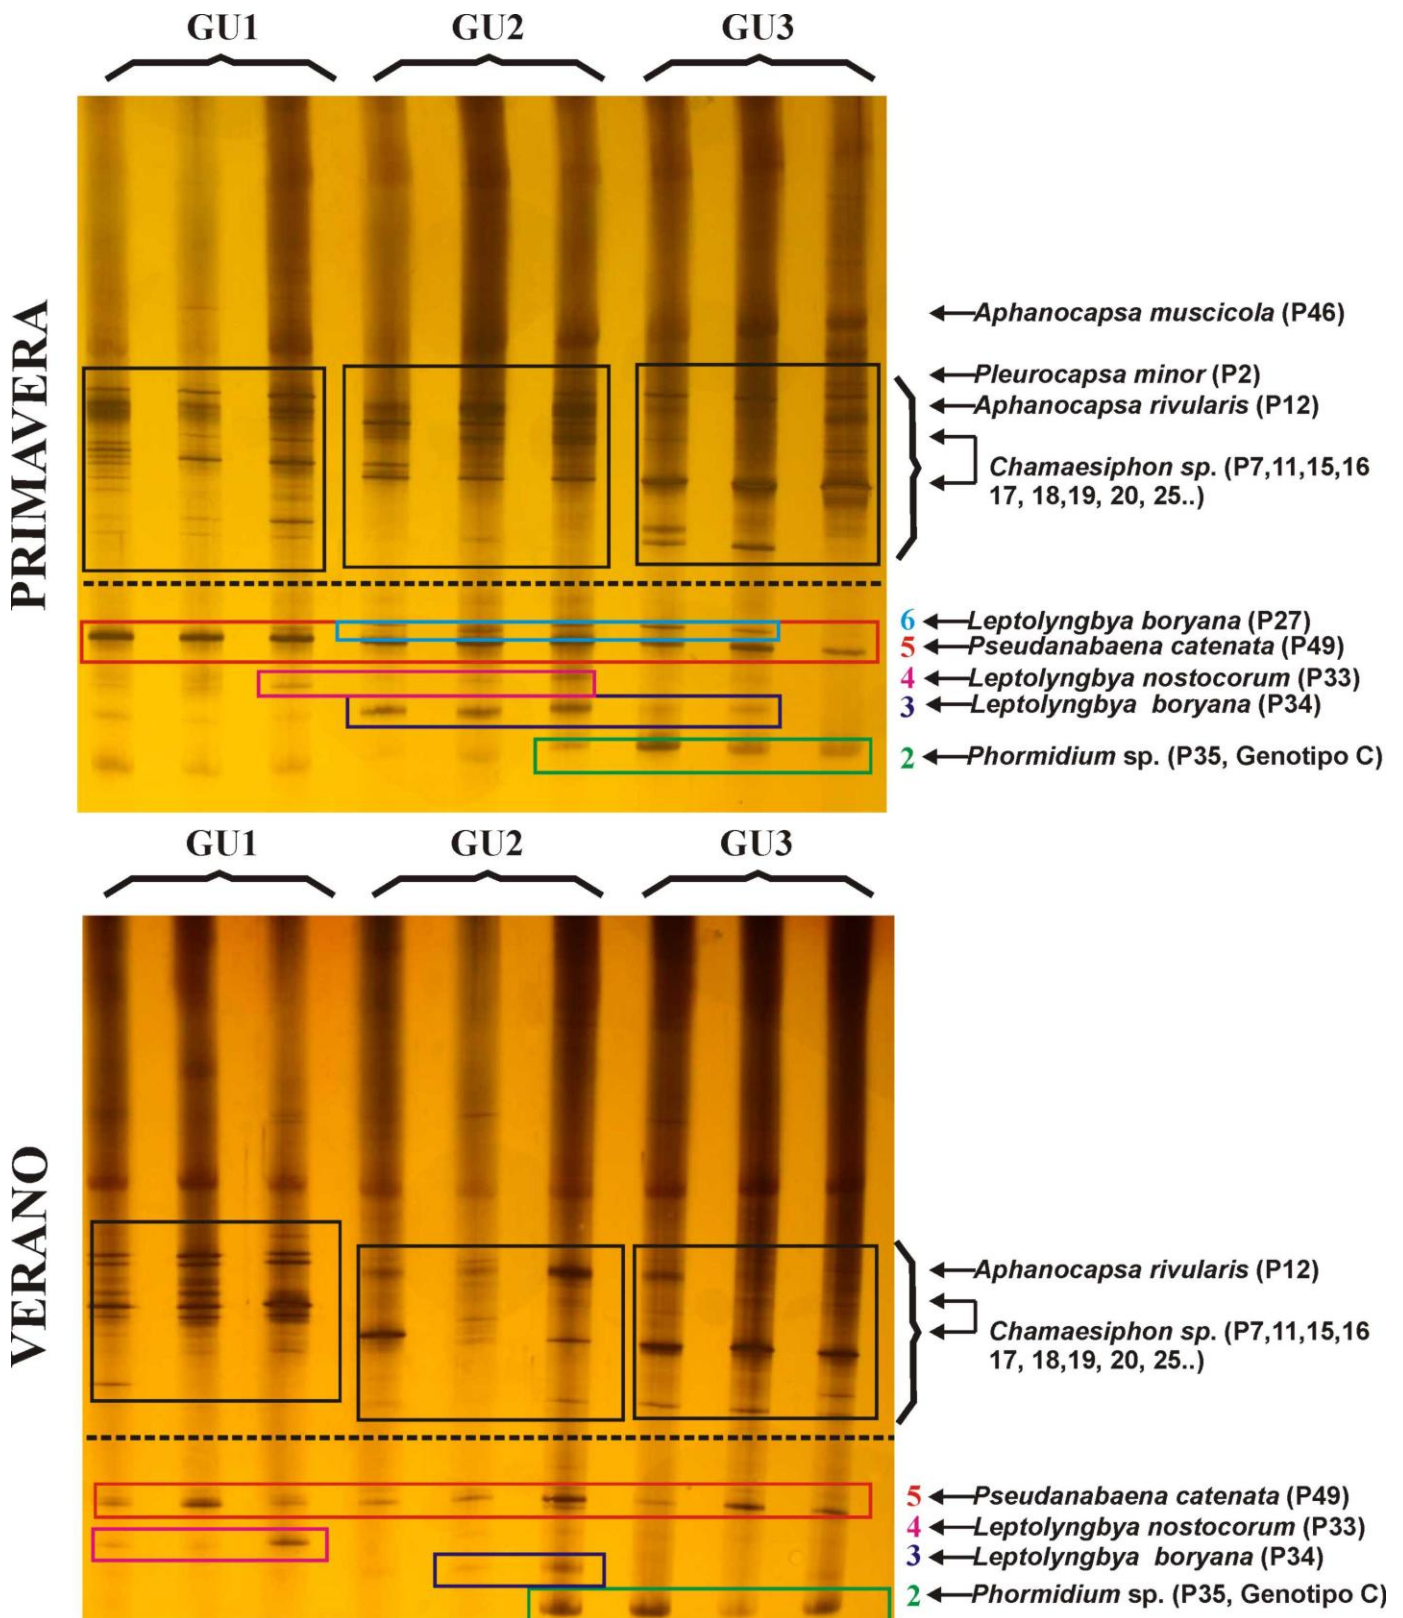 GU1 GU2 GU3
PRIMAVERA
Aphanocapsa muscicola (P46)
Pleurocapsa minor (P2)
Aphanocapsa rivularis (P12)
Chamaesiphon sp. (P7,11,15,16
17, 18,19, 20, 25..)
6 Leptolyngbya boryana (P27)
5 Pseudanabaena catenata (P49)
4 Leptolyngbya nostocorum (P33)
3 Leptolyngbya boryana (P34)
2 Phormidium sp. (P35, Genotipo C)
GU1 GU2 GU3
VERANO
Aphanocapsa rivularis (P12)
Chamaesiphon sp. (P7,11,15,16
17, 18,19, 20, 25..)
5 Pseudanabaena catenata (P49)
4 Leptolyngbya nostocorum (P33)
3 Leptolyngbya boryana (P34)
2 Phormidium sp. (P35, Genotipo C)